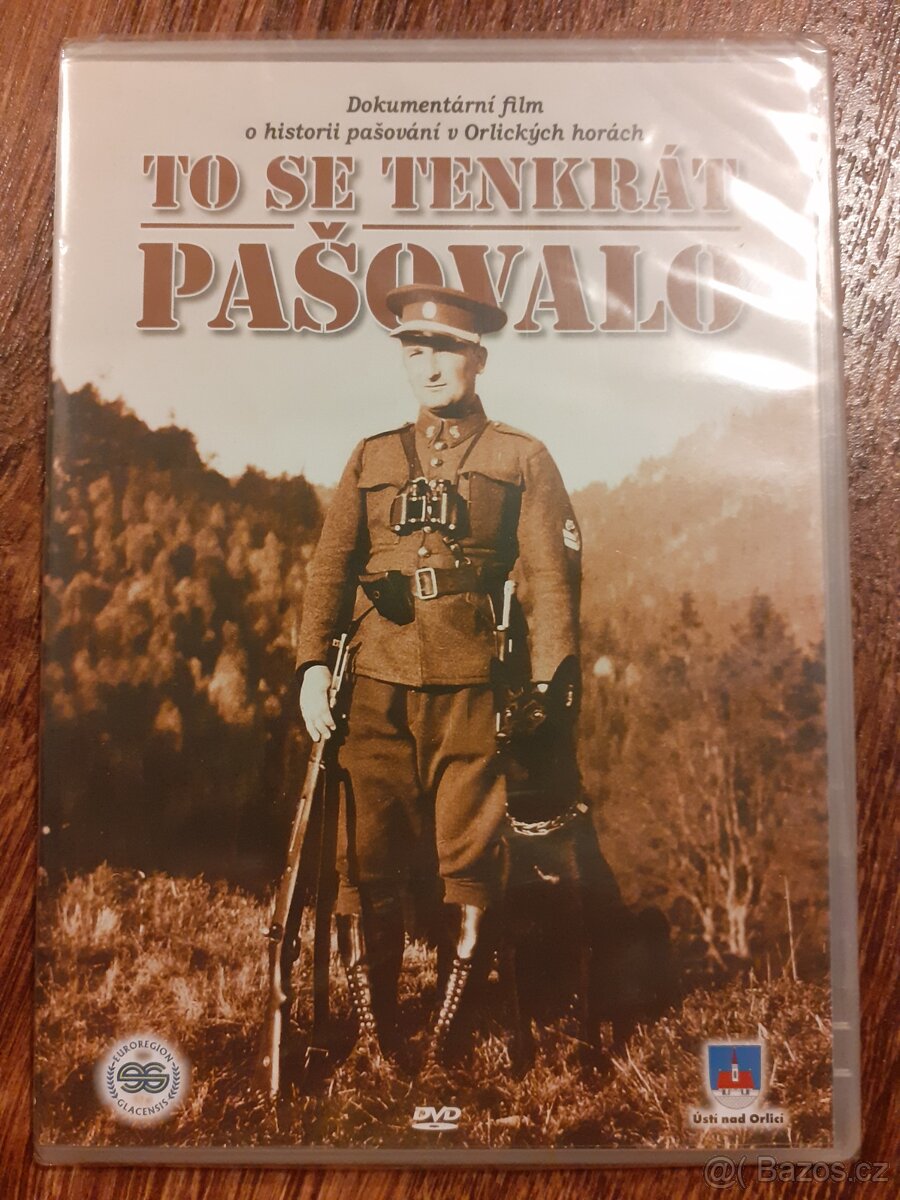 Dokumentární film
o historii pašování v Orlických horách
TO SE TENKRÁT
PAŠOVALO
EUROREGION
GLACENSIS
DVD
Ústí nad Orlicí
@( Bazos.cz